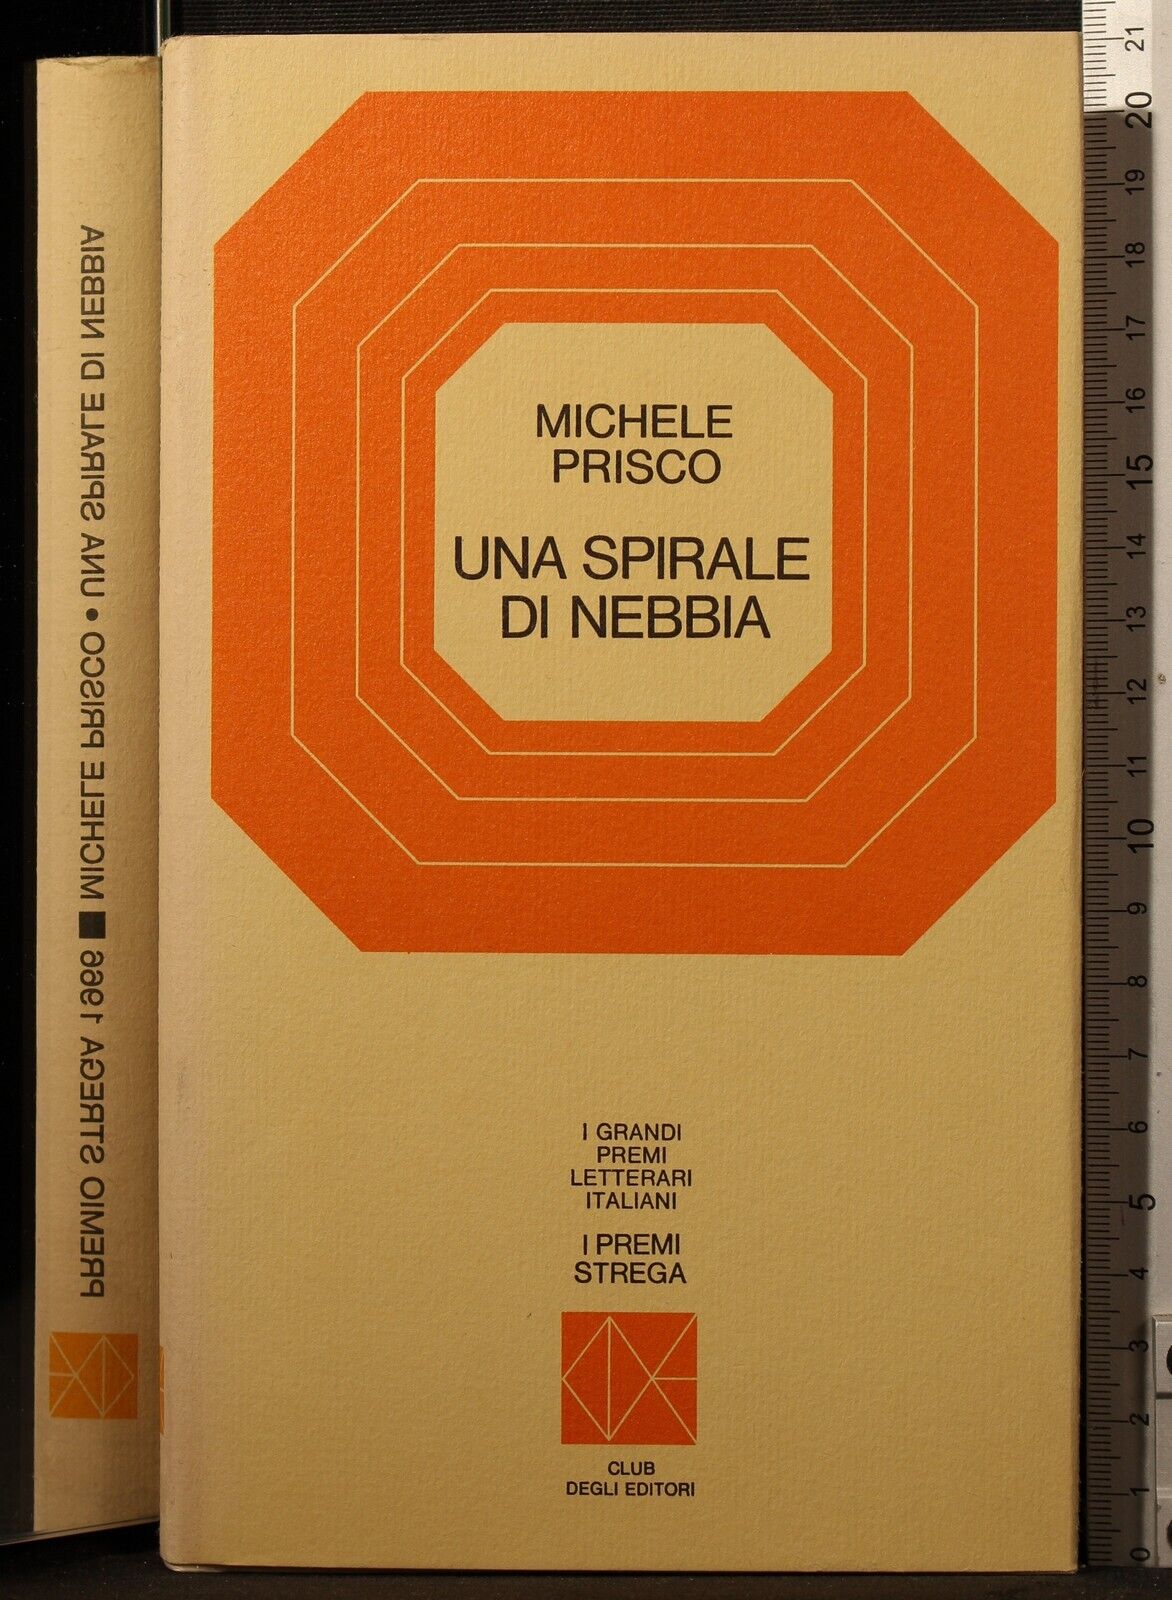 MICHELE
PRISCO
UNA SPIRALE
DI NEBBIA
I GRANDI
PREMI
LETTERARI
ITALIANI
I PREMI
STREGA
CLUB
DEGLI EDITORI
PREMIO STREGA 1966 ■ MICHELE PRISCO • UNA SPIRALE DI NEBBIA
21
20
19
18
17
16
15
14
13
12
11
10
9
8
7
6
5
4
3
2
1
0